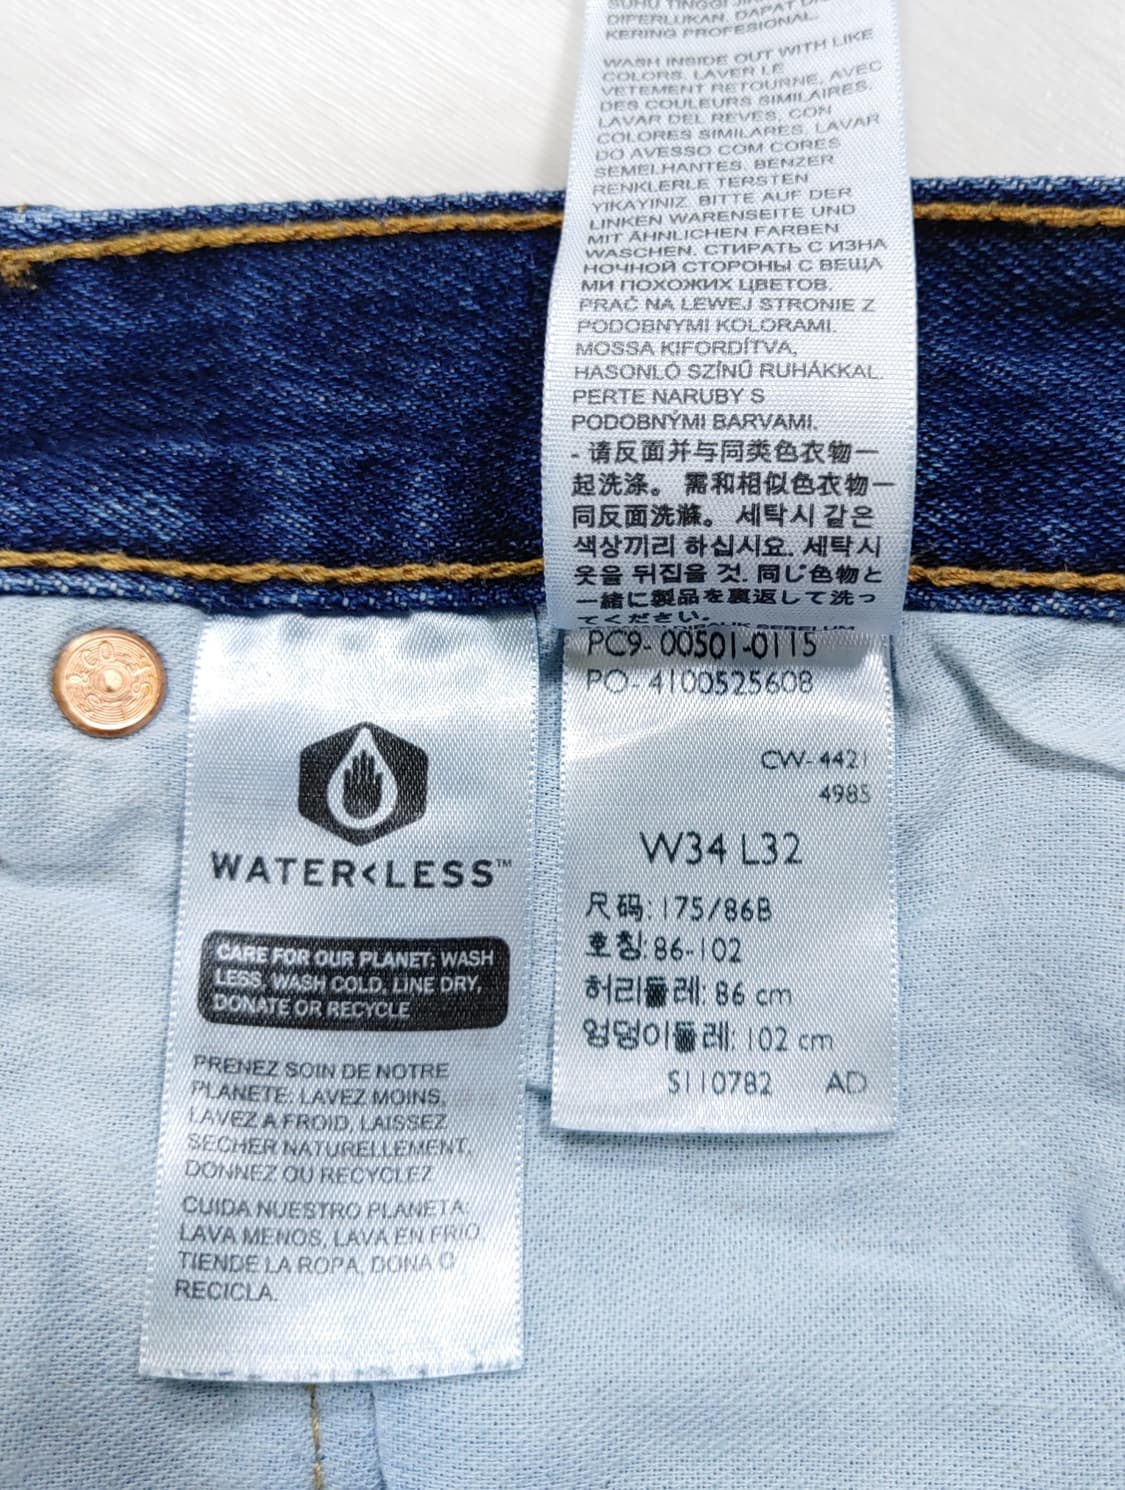 DIPERLUKAN, DAPAT
KERING PROFESIONAL.
WASH INSIDE OUT WITH LIKE
COLORS. LAVER LE
VETEMENT RETOURNE, AVEC
DES COULEURS SIMILAIRES.
LAVAR DEL REVES, CON
COLORES SIMILARES. LAVAR
DO AVESSO COM CORES
SEMELHANTES. BENZER
RENKLERLE TERSTEN
YIKAYINIZ. BITTE AUF DER
LINKEN WARENSEITE UND
MIT ÄHNLICHEN FARBEN
WASCHEN. СТИРАТЬ С ИЗНА
НОЧНОЙ СТОРОНЫ С ВЕЩА
МИ ПОХОЖИХ ЦВЕТОВ.
PRAĆ NA LEWEJ STRONIE Z
PODOBNYMI KOLORAMI.
MOSSA KIFORDÍTVA,
HASONLÓ SZÍNŰ RUHÁKKAL.
PERTE NARUBY S
PODOBNÝMI BARVAMI.
- 请反面并与同类色衣物一
起洗涤。 需和相似色衣物一
同反面洗滌。 세탁시 같은
색상끼리 하십시요. 세탁시
옷을 뒤집을 것. 同じ色物と
一緒に製品を裏返して洗っ
てください。
PC9- 00501-0115
PO- 4100525608
CW- 4421
4985
W34 L32
尺码: 175/86B
호칭: 86-102
허리둘레: 86 cm
엉덩이둘레: 102 cm
S110782 AD
WATER<LESS™
CARE FOR OUR PLANET: WASH
LESS, WASH COLD, LINE DRY,
DONATE OR RECYCLE
PRENEZ SOIN DE NOTRE
PLANETE: LAVEZ MOINS,
LAVEZ A FROID, LAISSEZ
SECHER NATURELLEMENT,
DONNEZ OU RECYCLEZ
CUIDA NUESTRO PLANETA:
LAVA MENOS, LAVA EN FRIO,
TIENDE LA ROPA, DONA O
RECICLA.